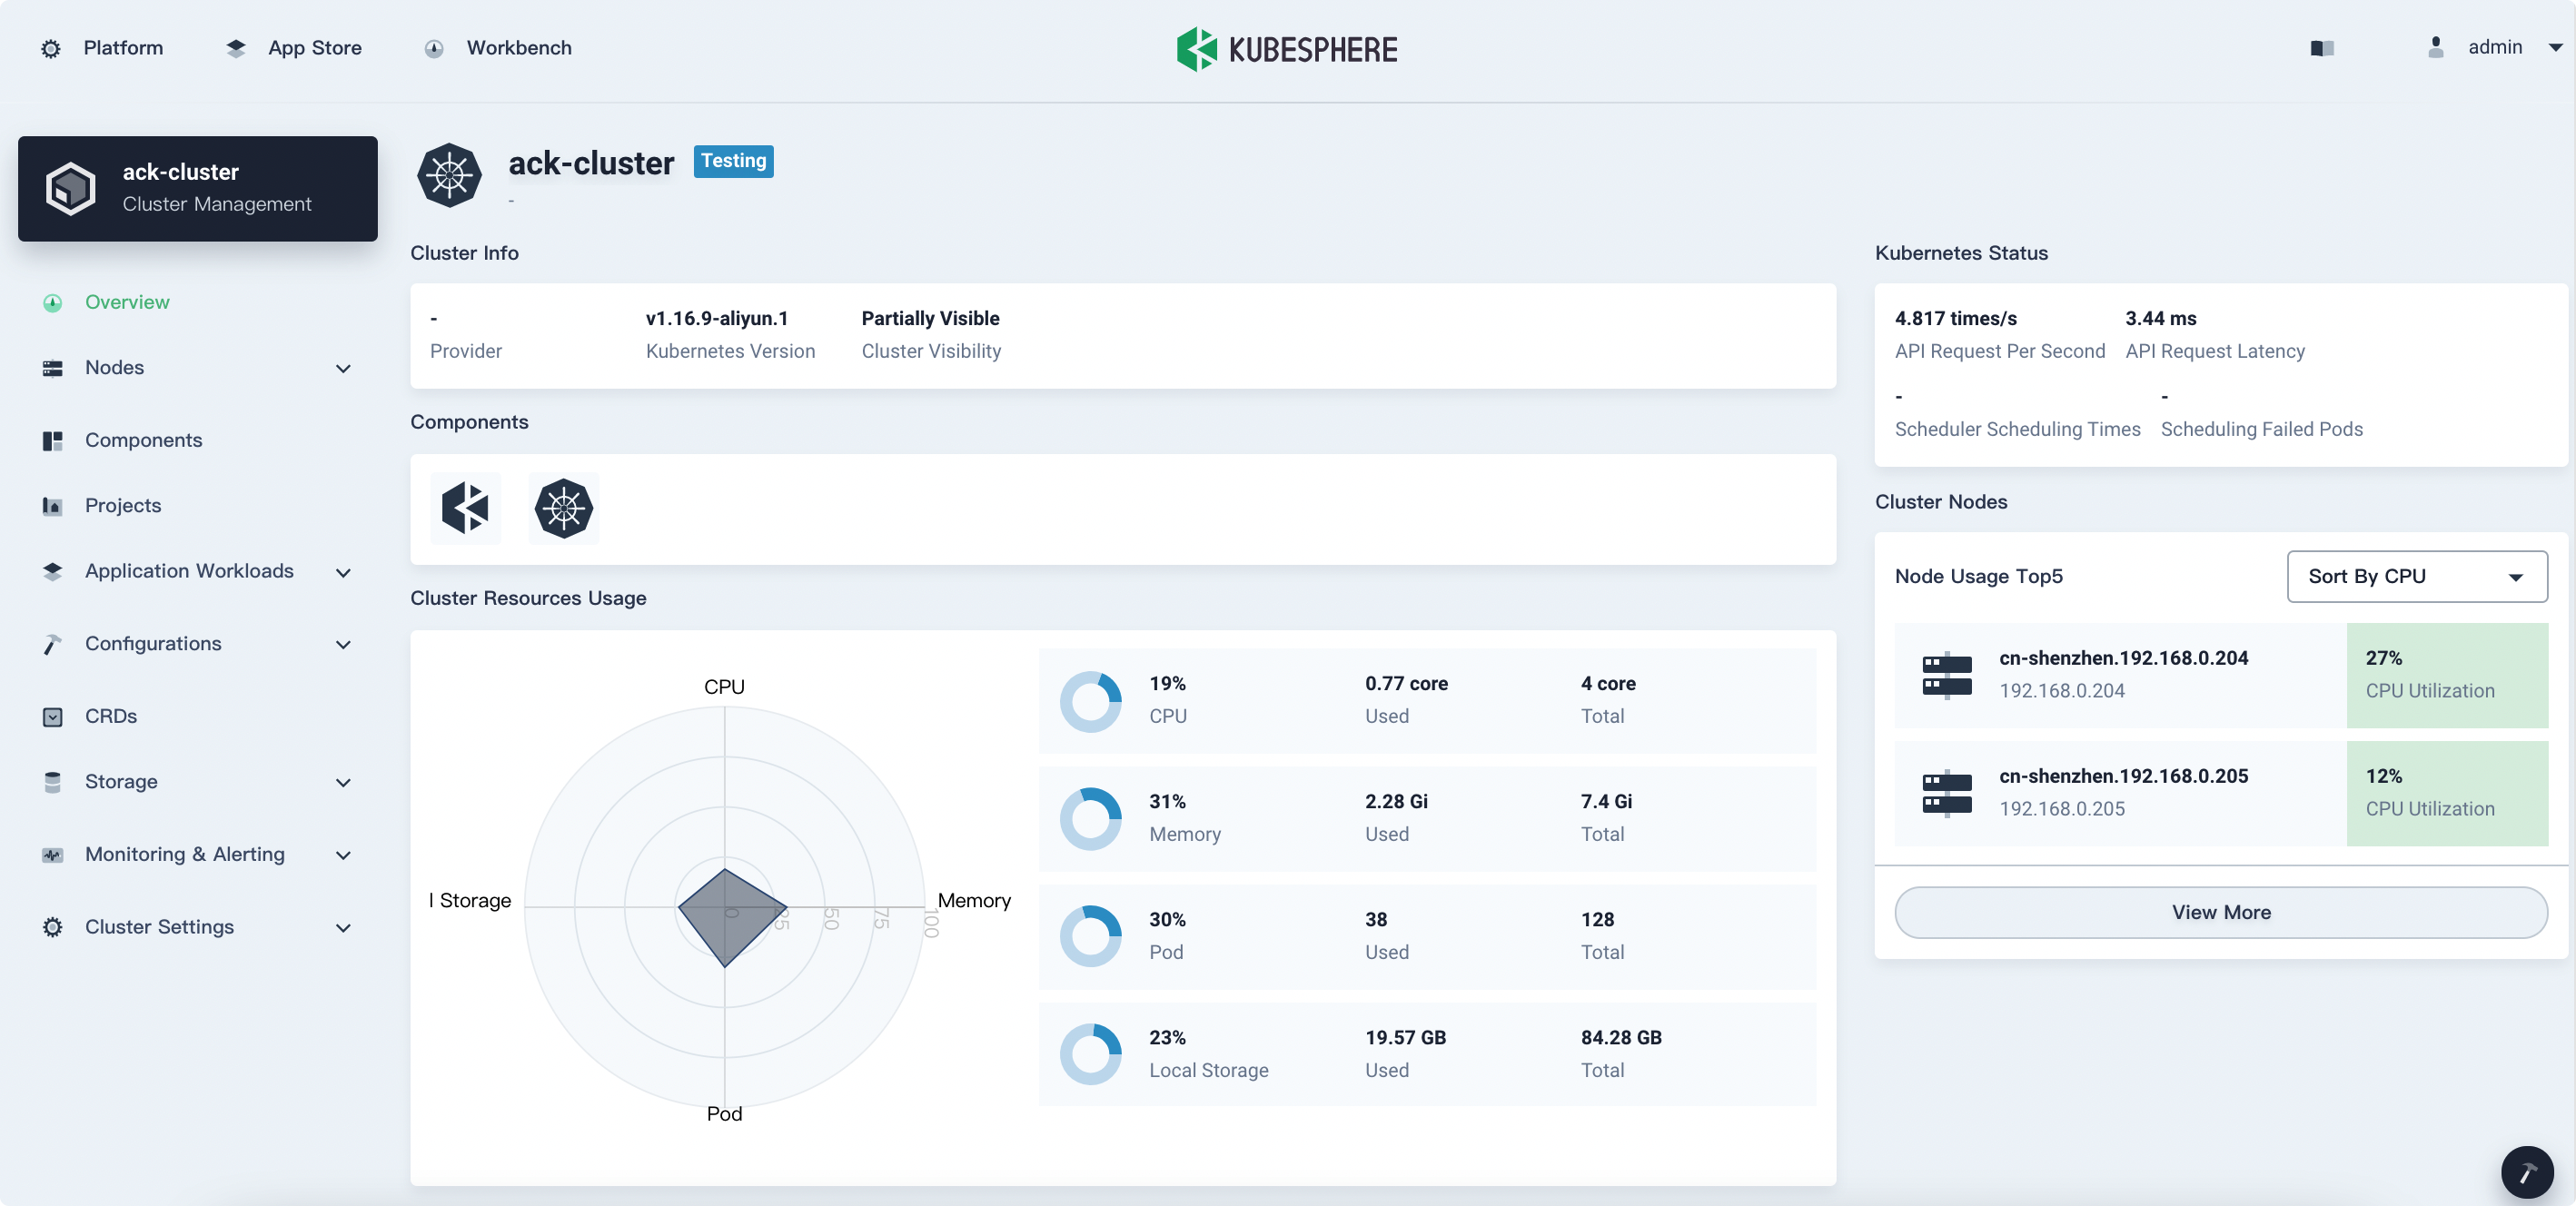 Platform
App Store
Workbench
KUBESPHERE
admin
ack-cluster
Cluster Management
Overview
Nodes
Components
Projects
Application Workloads
Configurations
CRDs
Storage
Monitoring & Alerting
Cluster Settings
ack-cluster Testing
-
Cluster Info
- v1.16.9-aliyun.1 Partially Visible
Provider Kubernetes Version Cluster Visibility
Components
Cluster Resources Usage
CPU
l Storage
Memory
Pod
0 25 50 75 100
19% 0.77 core 4 core
CPU Used Total
31% 2.28 Gi 7.4 Gi
Memory Used Total
30% 38 128
Pod Used Total
23% 19.57 GB 84.28 GB
Local Storage Used Total
Kubernetes Status
4.817 times/s 3.44 ms
API Request Per Second API Request Latency
- -
Scheduler Scheduling Times Scheduling Failed Pods
Cluster Nodes
Node Usage Top5 Sort By CPU
cn-shenzhen.192.168.0.204 27%
192.168.0.204 CPU Utilization
cn-shenzhen.192.168.0.205 12%
192.168.0.205 CPU Utilization
View More